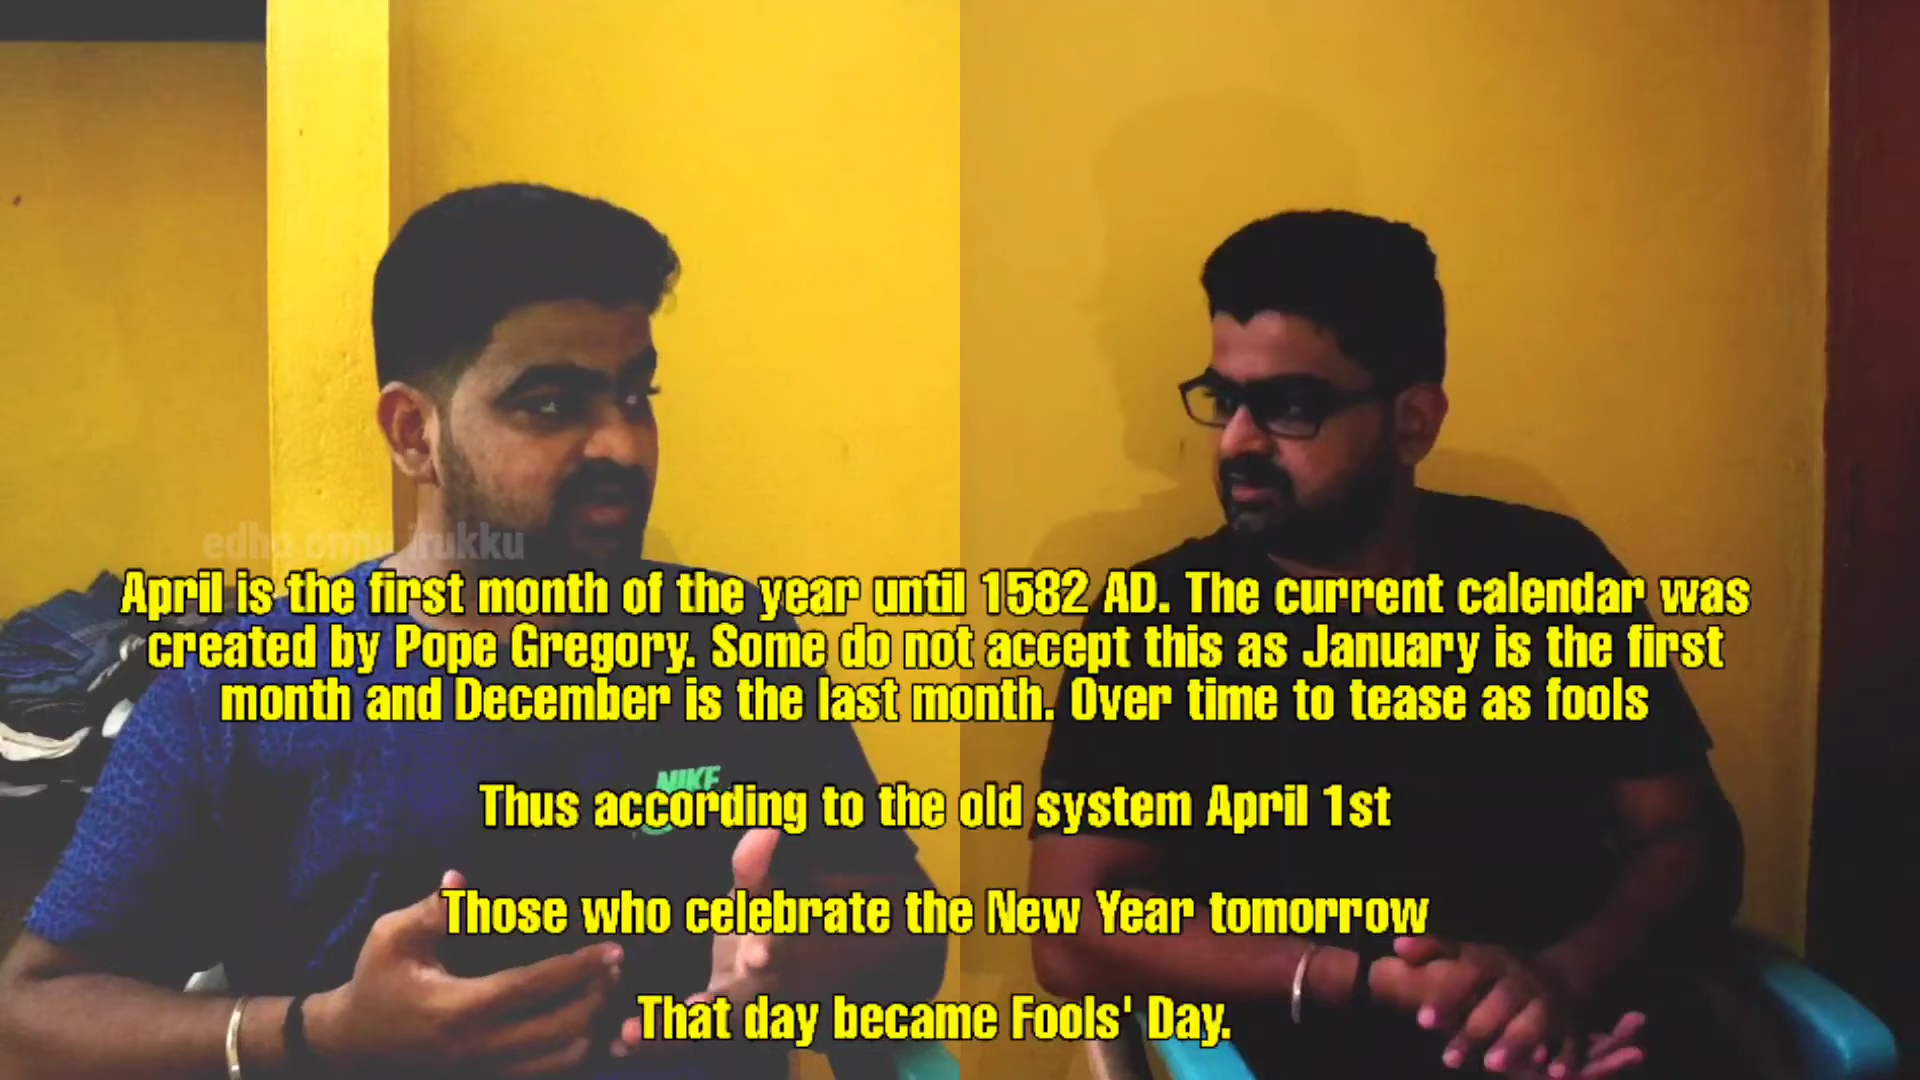 edho onnu irukku
April is the first month of the year until 1582 AD. The current calendar was
created by Pope Gregory. Some do not accept this as January is the first
month and December is the last month. Over time to tease as fools
NIKE
Thus according to the old system April 1st
Those who celebrate the New Year tomorrow
That day became Fools' Day.